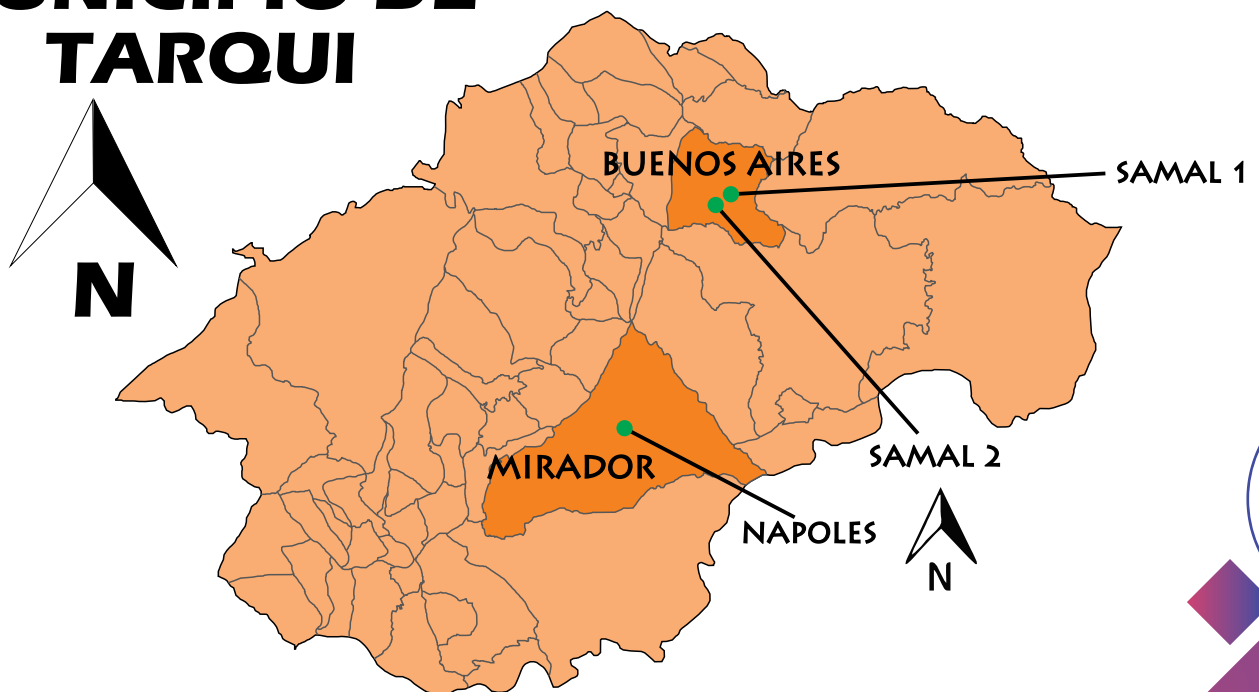 TARQUI
N
BUENOS AIRES
SAMAL 1
SAMAL 2
MIRADOR
NAPOLES
N